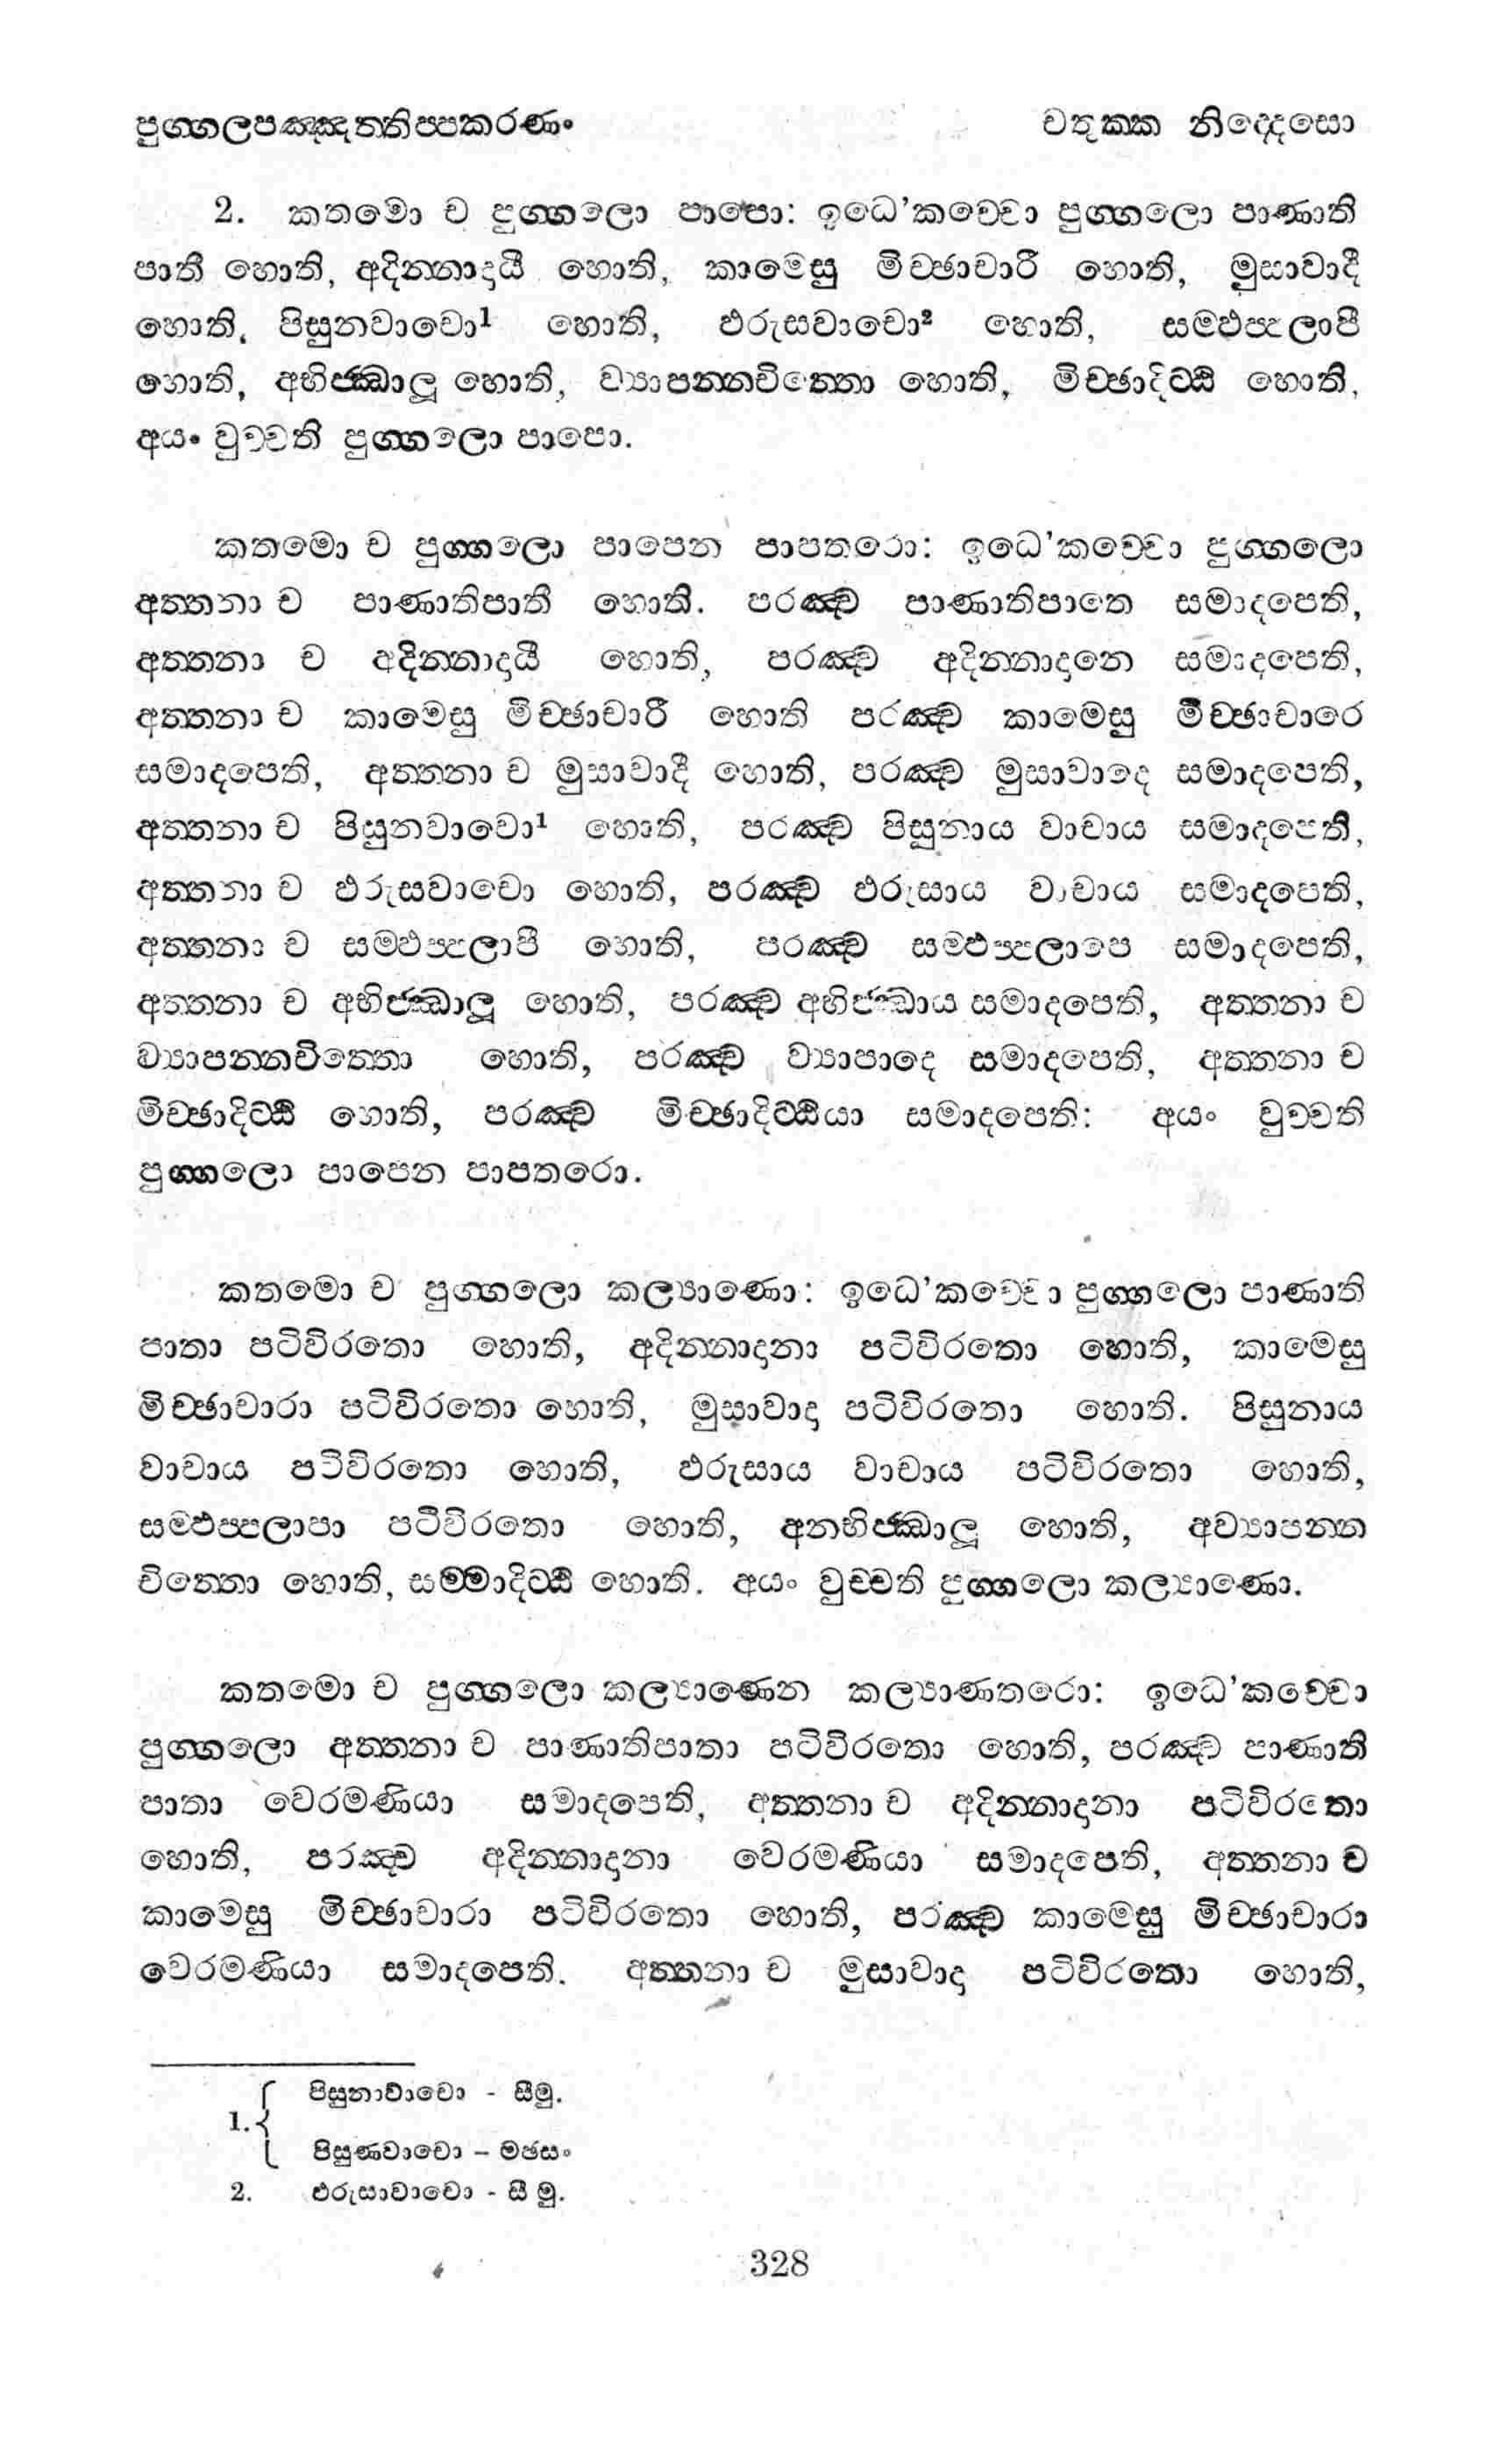 පුග්ගලපඤ්ඤත්තිප්පකරණං චතුක්ක නිද්දෙසො
2. කතමො ච පුග්ගලො පාපො: ඉධෙ'කච්චො පුග්ගලො පාණාති
පාතී හොති, අදින්නාදායී හොති, කාමෙසු මිච්ඡාචාරී හොති, මුසාවාදී
හොති, පිසුනවාචො1 හොති, ඵරුසවාචො2 හොති, සම්ඵප්පලාපී
හොති, අභිජ්ඣාලූ හොති, ව්‍යාපන්නචිත්තො හොති, මිච්ඡාදිට්ඨි හොති,
අයං වුච්චති පුග්ගලො පාපො.
කතමො ච පුග්ගලො පාපෙන පාපතරො: ඉධෙ'කච්චො පුග්ගලො
අත්තනා ච පාණාතිපාතී හොති. පරඤ්ච පාණාතිපාතෙ සමාදපෙති,
අත්තනා ච අදින්නාදායී හොති, පරඤ්ච අදින්නාදානෙ සමාදපෙති,
අත්තනා ච කාමෙසු මිච්ඡාචාරී හොති පරඤ්ච කාමෙසු මිච්ඡාචාරෙ
සමාදපෙති, අත්තනා ච මුසාවාදී හොති, පරඤ්ච මුසාවාදෙ සමාදපෙති,
අත්තනා ච පිසුනවාචො1 හොති, පරඤ්ච පිසුනාය වාචාය සමාදපෙති,
අත්තනා ච ඵරුසවාචො හොති, පරඤ්ච ඵරුසාය වාචාය සමාදපෙති,
අත්තනා ච සම්ඵප්පලාපී හොති, පරඤ්ච සම්ඵප්පලාපෙ සමාදපෙති,
අත්තනා ච අභිජ්ඣාලූ හොති, පරඤ්ච අභිජ්ඣාය සමාදපෙති, අත්තනා ච
ව්‍යාපන්නචිත්තො හොති, පරඤ්ච ව්‍යාපාදෙ සමාදපෙති, අත්තනා ච
මිච්ඡාදිට්ඨි හොති, පරඤ්ච මිච්ඡාදිට්ඨියා සමාදපෙති: අයං වුච්චති
පුග්ගලො පාපෙන පාපතරො.
කතමො ච පුග්ගලො කල්‍යාණො: ඉධෙ'කච්චො පුග්ගලො පාණාති
පාතා පටිවිරතො හොති, අදින්නාදානා පටිවිරතො හොති, කාමෙසු
මිච්ඡාචාරා පටිවිරතො හොති, මුසාවාදා පටිවිරතො හොති. පිසුනාය
වාචාය පටිවිරතො හොති, ඵරුසාය වාචාය පටිවිරතො හොති,
සම්ඵප්පලාපා පටිවිරතො හොති, අනභිජ්ඣාලූ හොති, අව්‍යාපන්න
චිත්තො හොති, සම්මාදිට්ඨි හොති. අයං වුච්චති පුග්ගලො කල්‍යාණො.
කතමො ච පුග්ගලො කල්‍යාණෙන කල්‍යාණතරො: ඉධෙ'කච්චො
පුග්ගලො අත්තනා ච පාණාතිපාතා පටිවිරතො හොති, පරඤ්ච පාණාති
පාතා වෙරමණියා සමාදපෙති, අත්තනා ච අදින්නාදානා පටිවිරතො
හොති, පරඤ්ච අදින්නාදානා වෙරමණියා සමාදපෙති, අත්තනා ච
කාමෙසු මිච්ඡාචාරා පටිවිරතො හොති, පරඤ්ච කාමෙසු මිච්ඡාචාරා
වෙරමණියා සමාදපෙති. අත්තනා ච මුසාවාදා පටිවිරතො හොති,
1. { පිසුනාවාචො - සීමු.
පිසුණවාචො – මඡසං
2. ඵරුසාවාචො - සී මු.
328